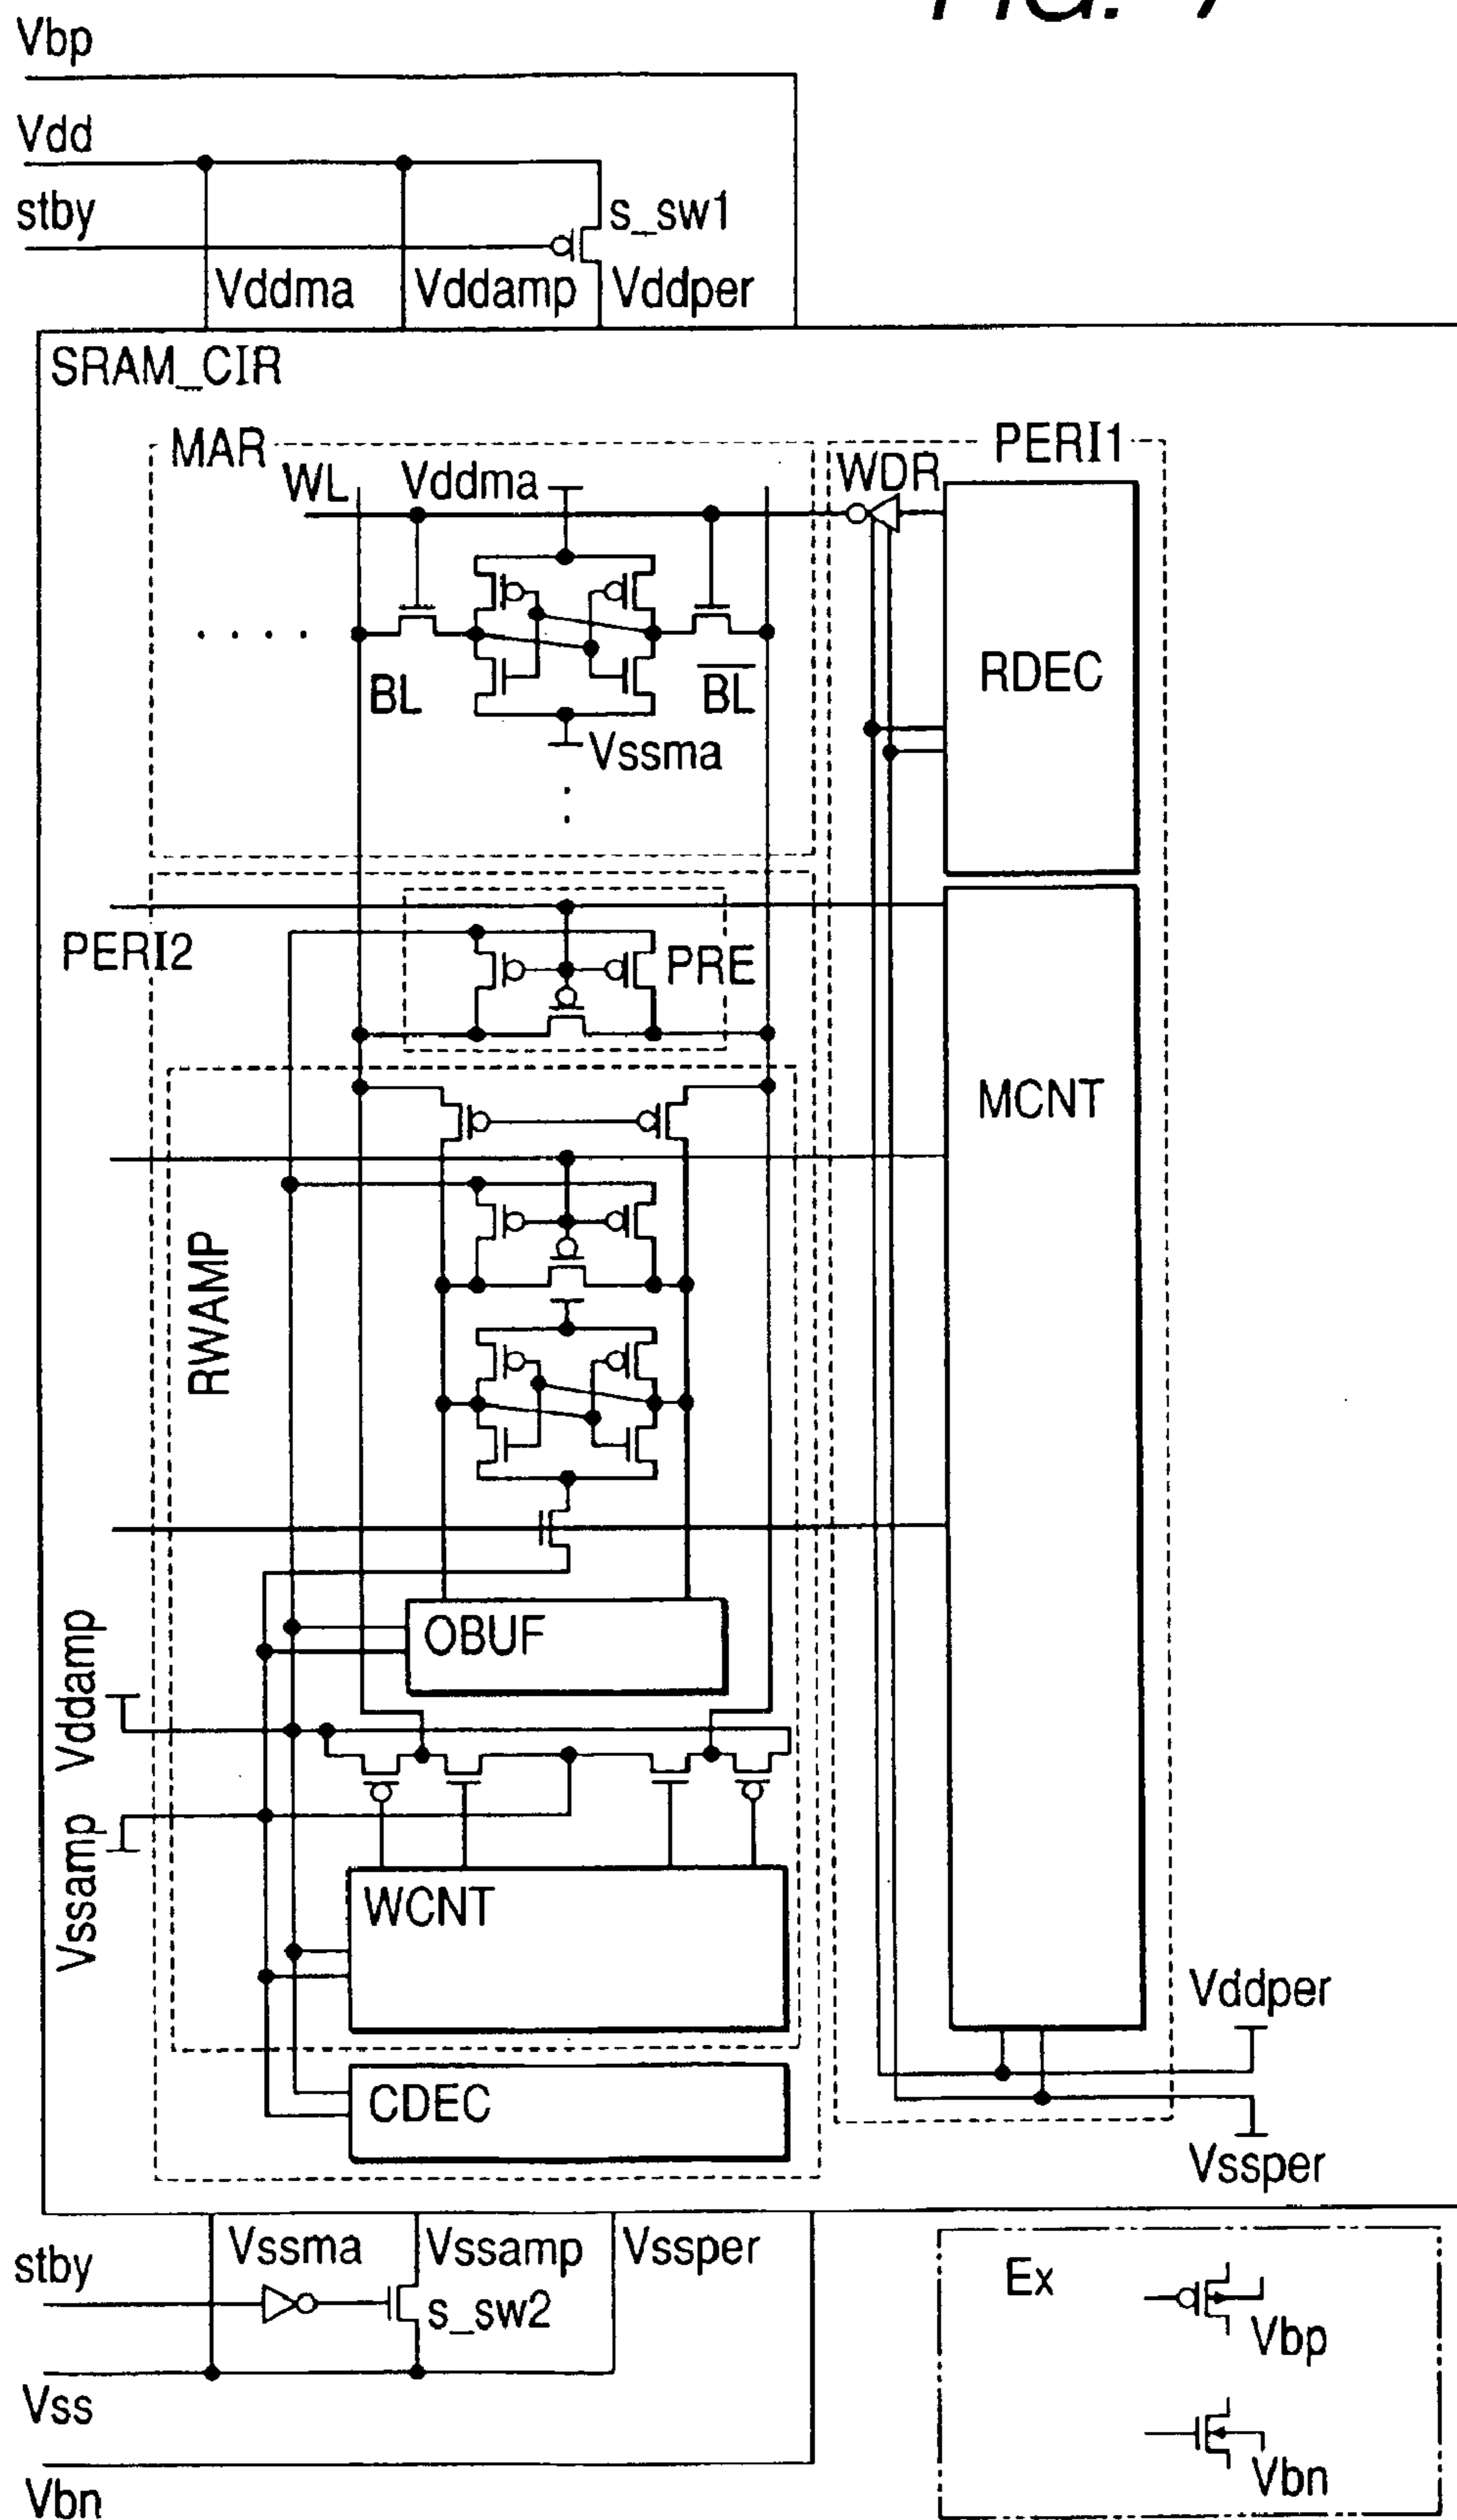 FIG. 7
Vbp
Vdd
stby
s_sw1
Vddma
Vddamp
Vddper
SRAM_CIR
MAR
PERI1
WL
Vddma
WDR
RDEC
BL
BL
Vssma
PERI2
PRE
MCNT
RWAMP
OBUF
Vddamp
Vssamp
WCNT
Vddper
CDEC
Vssper
Vssma
Vssamp
Vssper
stby
s_sw2
Ex
Vbp
Vss
Vbn
Vbn